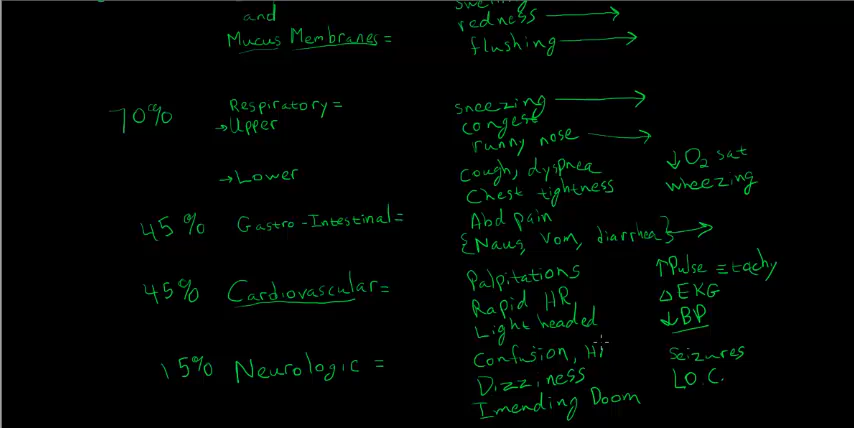 and
redness →
Mucus Membranes = flushing →
70% Respiratory = sneezing →
→ Upper congest
runny nose →
Cough, dyspnea ↓O2 sat
→ Lower Chest tightness wheezing
45% Gastro-Intestinal = Abd pain
{Naus, Vom, diarrhea} →
45% Cardiovascular = Palpitations ↑Pulse = tachy
Rapid HR Δ EKG
Light headed ↓BP
15% Neurologic = Confusion, H Seizures
Dizziness L.O.C.
Imending Doom